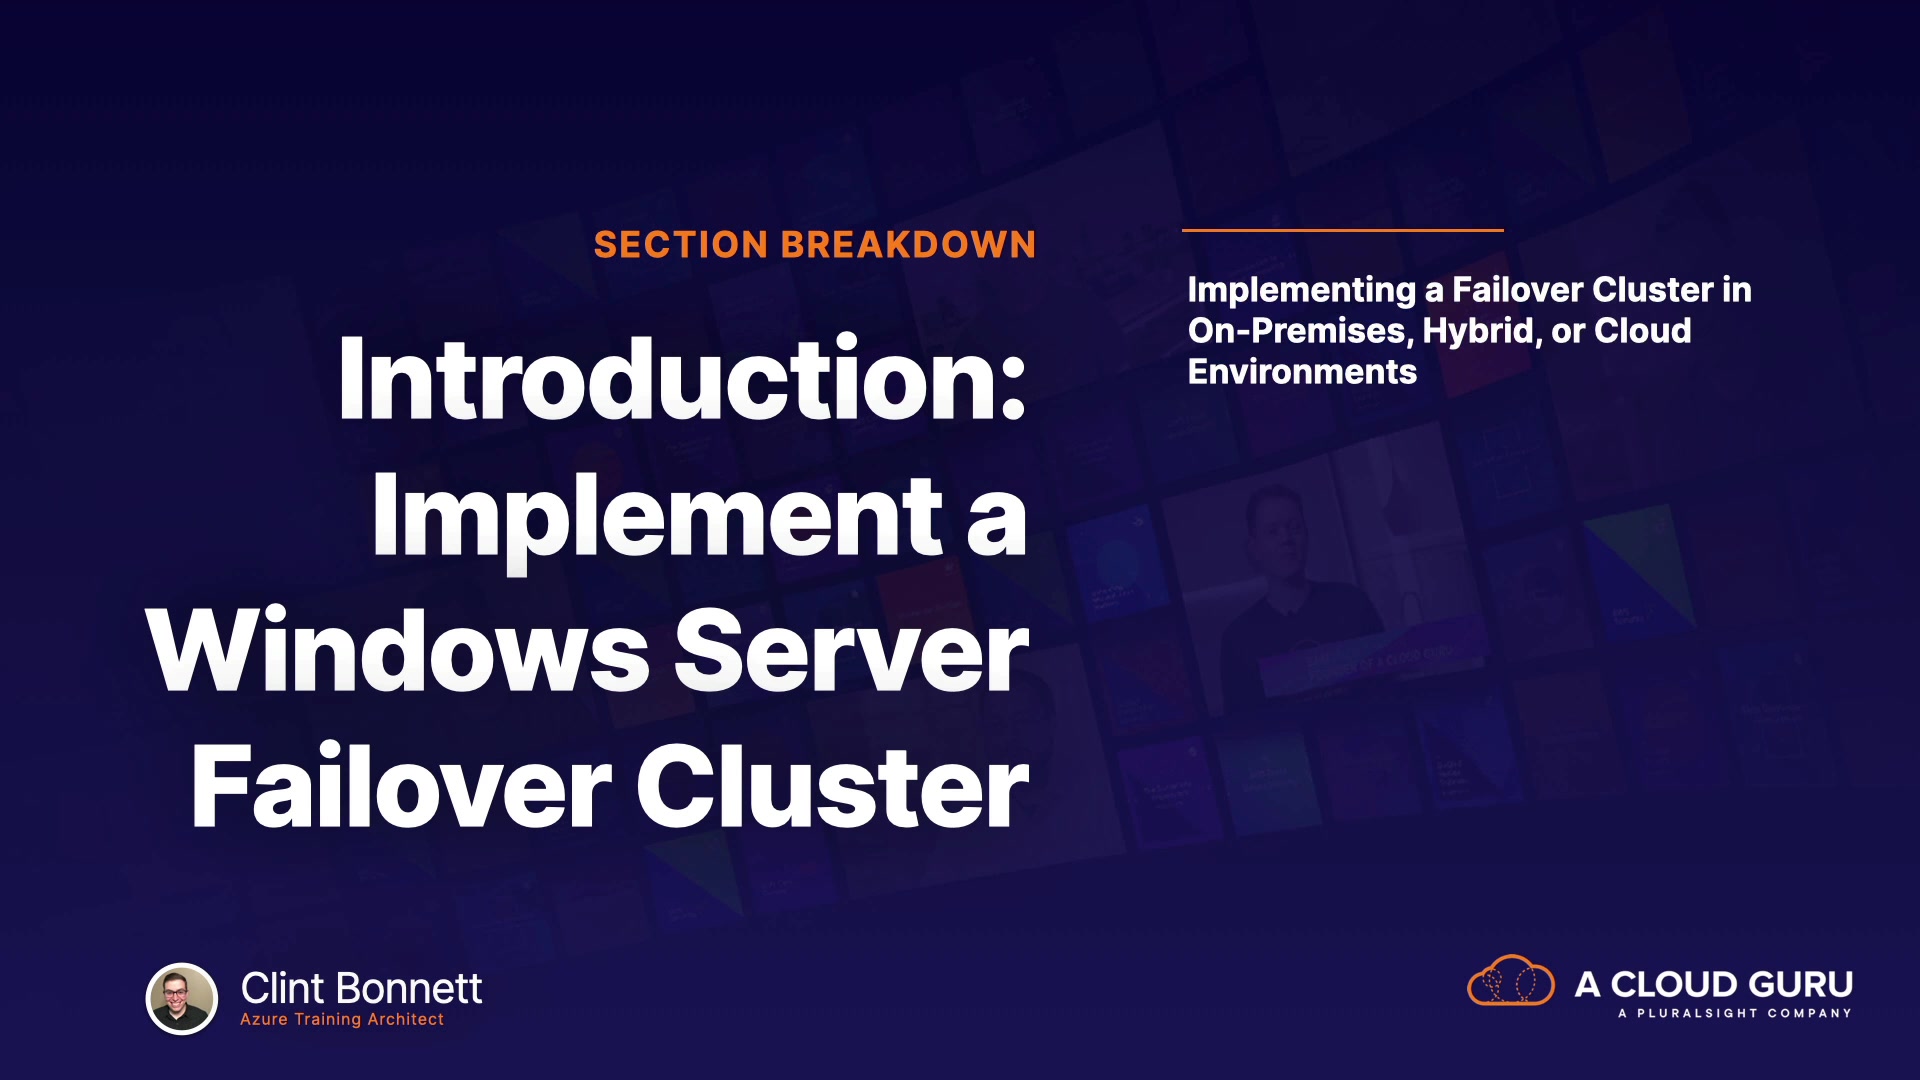 SECTION BREAKDOWN
Introduction:
Implement a
Windows Server
Failover Cluster
Implementing a Failover Cluster in
On-Premises, Hybrid, or Cloud
Environments
Clint Bonnett
Azure Training Architect
A CLOUD GURU
A PLURALSIGHT COMPANY